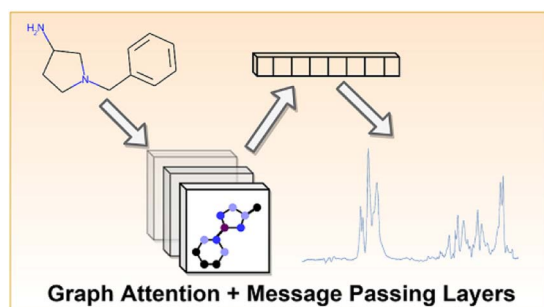 H₂N
N
Graph Attention + Message Passing Layers